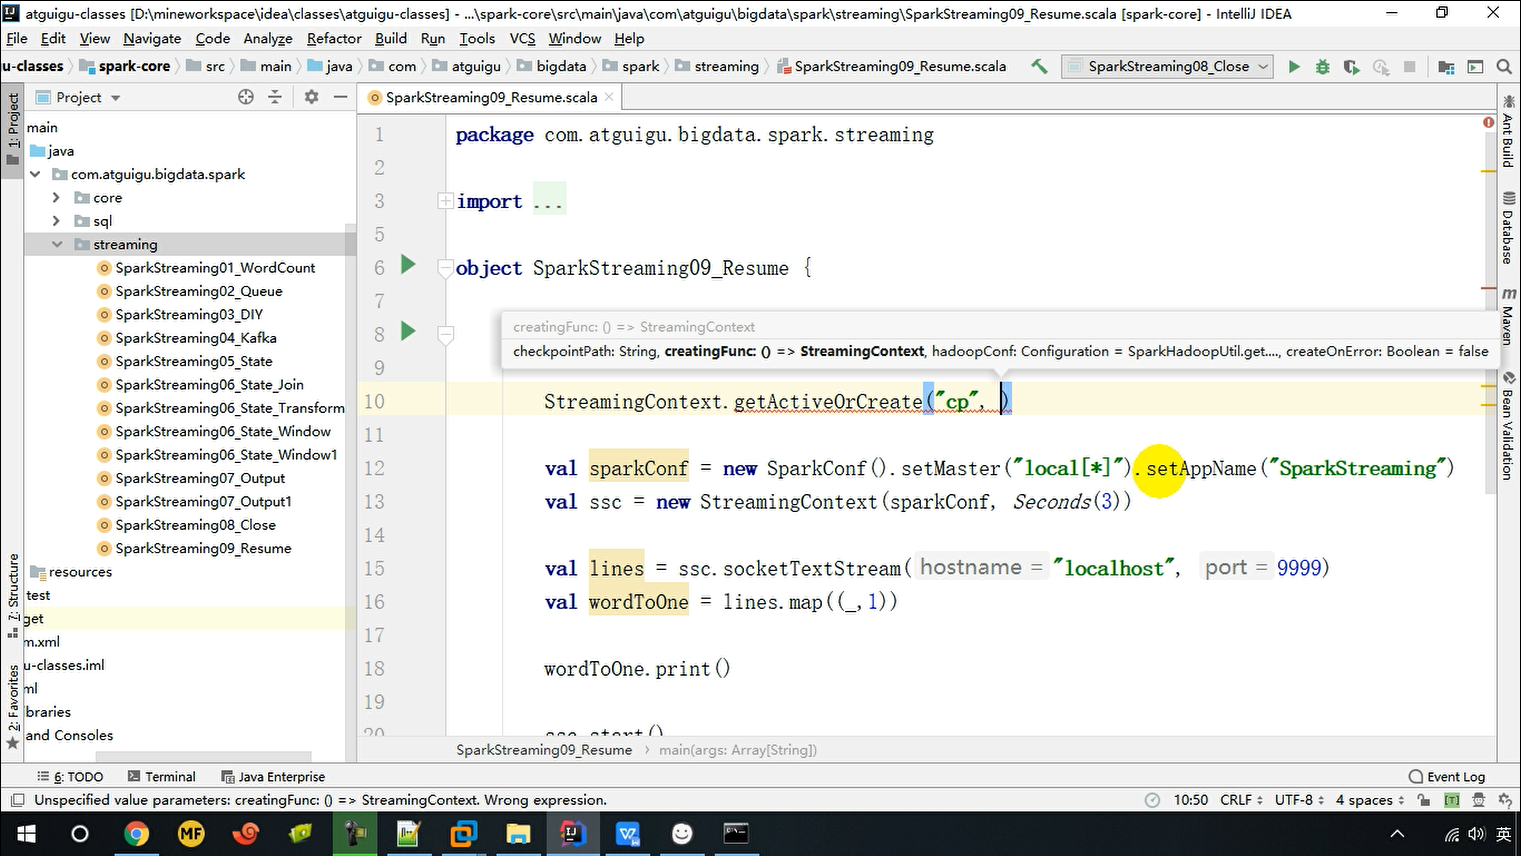 atguigu-classes [D:\mineworkspace\idea\classes\atguigu-classes] - ...\spark-core\src\main\java\com\atguigu\bigdata\spark\streaming\SparkStreaming09_Resume.scala [spark-core] - IntelliJ IDEA
File Edit View Navigate Code Analyze Refactor Build Run Tools VCS Window Help
u-classes spark-core src main java com atguigu bigdata spark streaming SparkStreaming09_Resume.scala SparkStreaming08_Close
1: Project
7: Structure
2: Favorites
Project
main
java
com.atguigu.bigdata.spark
core
sql
streaming
SparkStreaming01_WordCount
SparkStreaming02_Queue
SparkStreaming03_DIY
SparkStreaming04_Kafka
SparkStreaming05_State
SparkStreaming06_State_Join
SparkStreaming06_State_Transform
SparkStreaming06_State_Window
SparkStreaming06_State_Window1
SparkStreaming07_Output
SparkStreaming07_Output1
SparkStreaming08_Close
SparkStreaming09_Resume
resources
test
get
m.xml
u-classes.iml
ml
braries
and Consoles
SparkStreaming09_Resume.scala
1 package com.atguigu.bigdata.spark.streaming
2
3 import ...
5
6 object SparkStreaming09_Resume {
7
8
creatingFunc: () => StreamingContext
checkpointPath: String, creatingFunc: () => StreamingContext, hadoopConf: Configuration = SparkHadoopUtil.get...., createOnError: Boolean = false
9
10 StreamingContext.getActiveOrCreate("cp", )
11
12 val sparkConf = new SparkConf().setMaster("local[*]").setAppName("SparkStreaming")
13 val ssc = new StreamingContext(sparkConf, Seconds(3))
14
15 val lines = ssc.socketTextStream( hostname = "localhost", port = 9999)
16 val wordToOne = lines.map((_,1))
17
18 wordToOne.print()
19
20 ssc.start()
SparkStreaming09_Resume main(args: Array[String])
Ant Build
Database
Maven
Bean Validation
6: TODO Terminal Java Enterprise Event Log
Unspecified value parameters: creatingFunc: () => StreamingContext. Wrong expression. 10:50 CRLF UTF-8 4 spaces [T]
MF 英